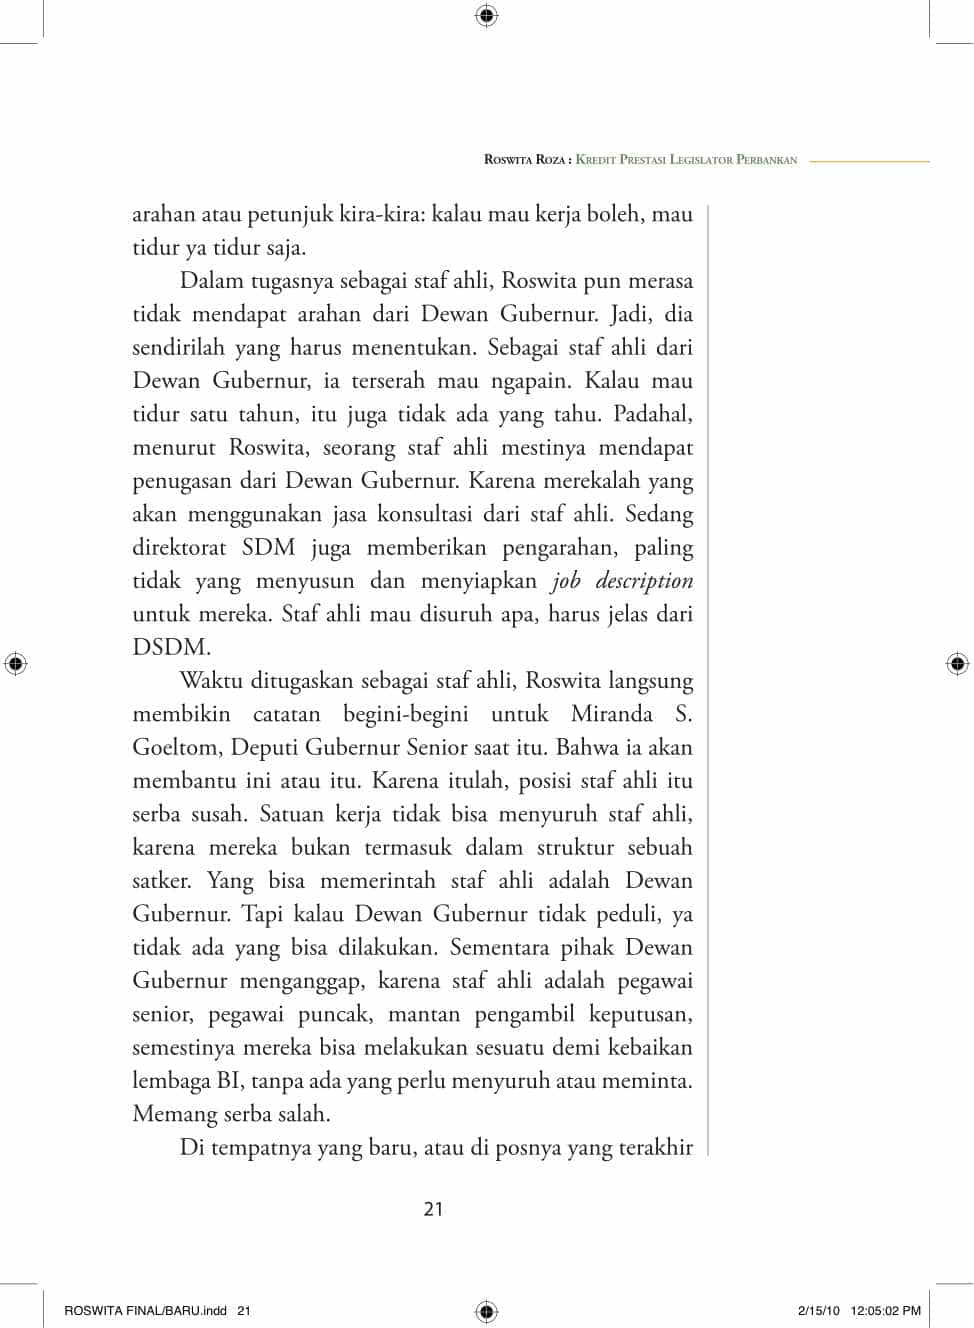 Roswita Roza : Kredit Prestasi Legislator Perbankan
arahan atau petunjuk kira-kira: kalau mau kerja boleh, mau
tidur ya tidur saja.
Dalam tugasnya sebagai staf ahli, Roswita pun merasa
tidak mendapat arahan dari Dewan Gubernur. Jadi, dia
sendirilah yang harus menentukan. Sebagai staf ahli dari
Dewan Gubernur, ia terserah mau ngapain. Kalau mau
tidur satu tahun, itu juga tidak ada yang tahu. Padahal,
menurut Roswita, seorang staf ahli mestinya mendapat
penugasan dari Dewan Gubernur. Karena merekalah yang
akan menggunakan jasa konsultasi dari staf ahli. Sedang
direktorat SDM juga memberikan pengarahan, paling
tidak yang menyusun dan menyiapkan job description
untuk mereka. Staf ahli mau disuruh apa, harus jelas dari
DSDM.
Waktu ditugaskan sebagai staf ahli, Roswita langsung
membikin catatan begini-begini untuk Miranda S.
Goeltom, Deputi Gubernur Senior saat itu. Bahwa ia akan
membantu ini atau itu. Karena itulah, posisi staf ahli itu
serba susah. Satuan kerja tidak bisa menyuruh staf ahli,
karena mereka bukan termasuk dalam struktur sebuah
satker. Yang bisa memerintah staf ahli adalah Dewan
Gubernur. Tapi kalau Dewan Gubernur tidak peduli, ya
tidak ada yang bisa dilakukan. Sementara pihak Dewan
Gubernur menganggap, karena staf ahli adalah pegawai
senior, pegawai puncak, mantan pengambil keputusan,
semestinya mereka bisa melakukan sesuatu demi kebaikan
lembaga BI, tanpa ada yang perlu menyuruh atau meminta.
Memang serba salah.
Di tempatnya yang baru, atau di posnya yang terakhir
21
ROSWITA FINAL/BARU.indd 21
2/15/10 12:05:02 PM